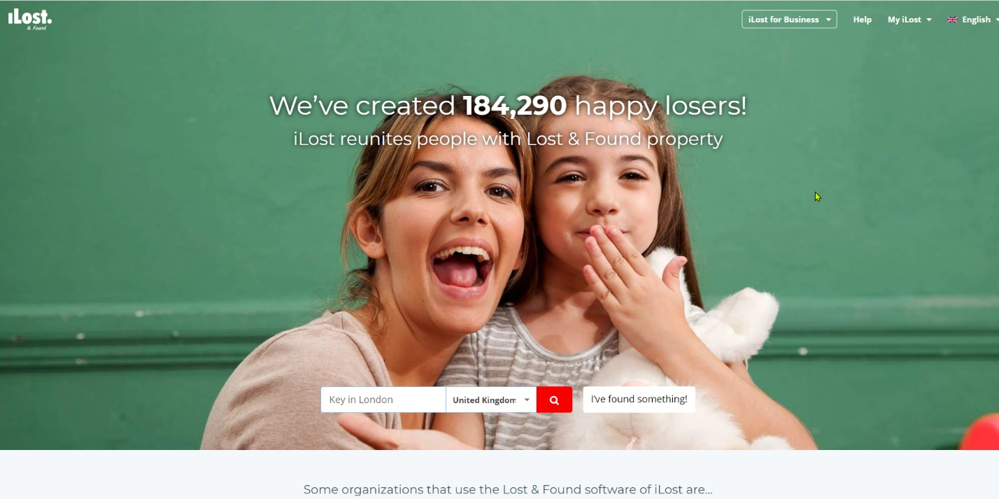 iLost.
& Found
iLost for Business
Help
My iLost
English
We've created 184,290 happy losers!
iLost reunites people with Lost & Found property
Key in London
United Kingdom
I've found something!
Some organizations that use the Lost & Found software of iLost are...